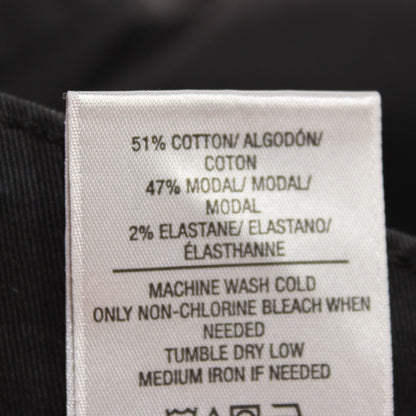 51% COTTON/ ALGODÓN/
COTON
47% MODAL/ MODAL/
MODAL
2% ELASTANE/ ELASTANO/
ÉLASTHANNE
MACHINE WASH COLD
ONLY NON-CHLORINE BLEACH WHEN
NEEDED
TUMBLE DRY LOW
MEDIUM IRON IF NEEDED